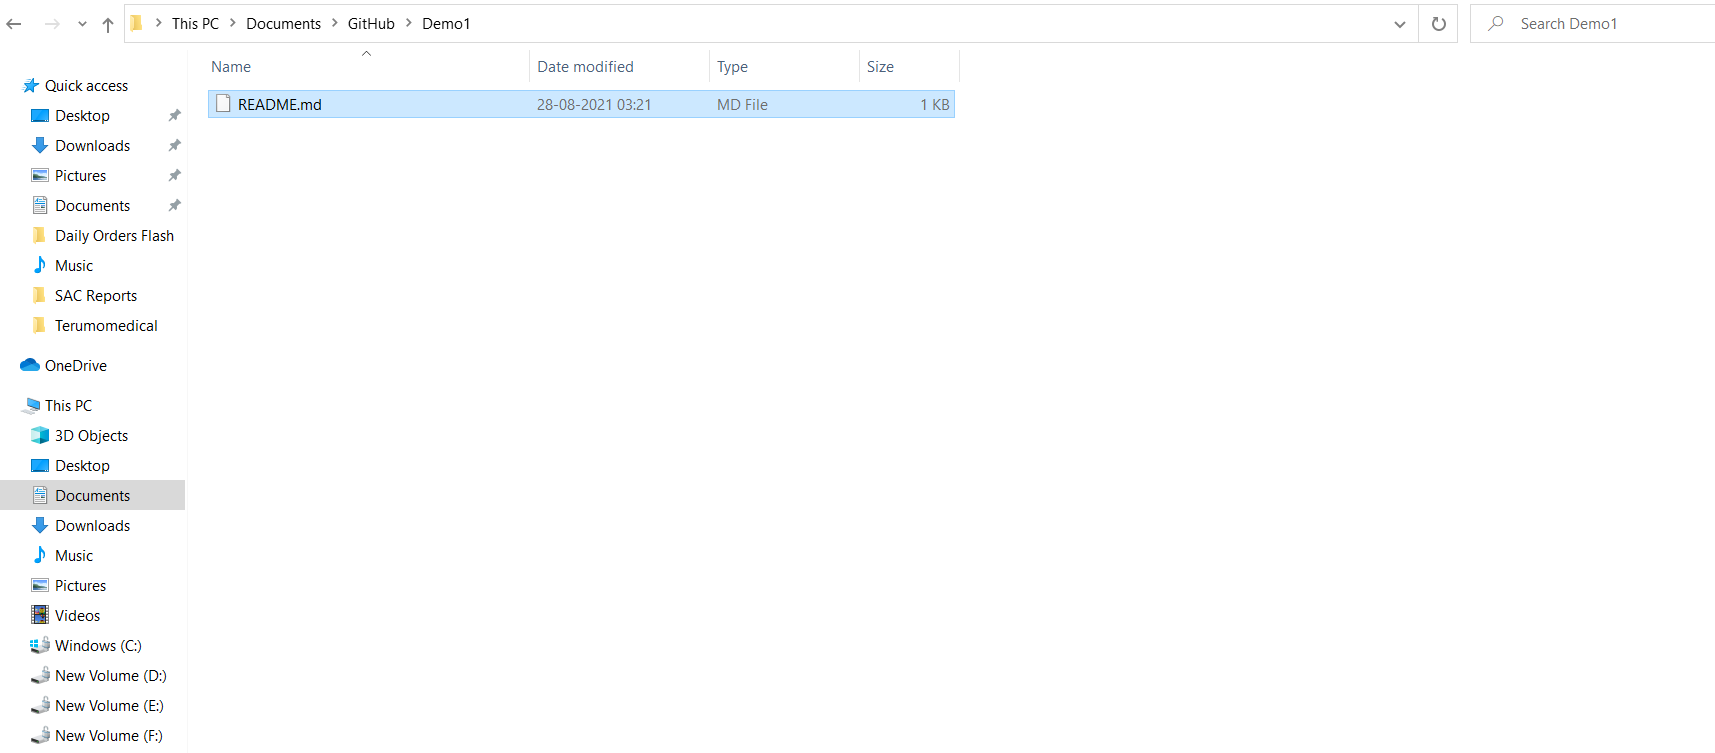 This PC > Documents > GitHub > Demo1
Search Demo1
Name Date modified Type Size
README.md 28-08-2021 03:21 MD File 1 KB
Quick access
Desktop
Downloads
Pictures
Documents
Daily Orders Flash
Music
SAC Reports
Terumomedical
OneDrive
This PC
3D Objects
Desktop
Documents
Downloads
Music
Pictures
Videos
Windows (C:)
New Volume (D:)
New Volume (E:)
New Volume (F:)